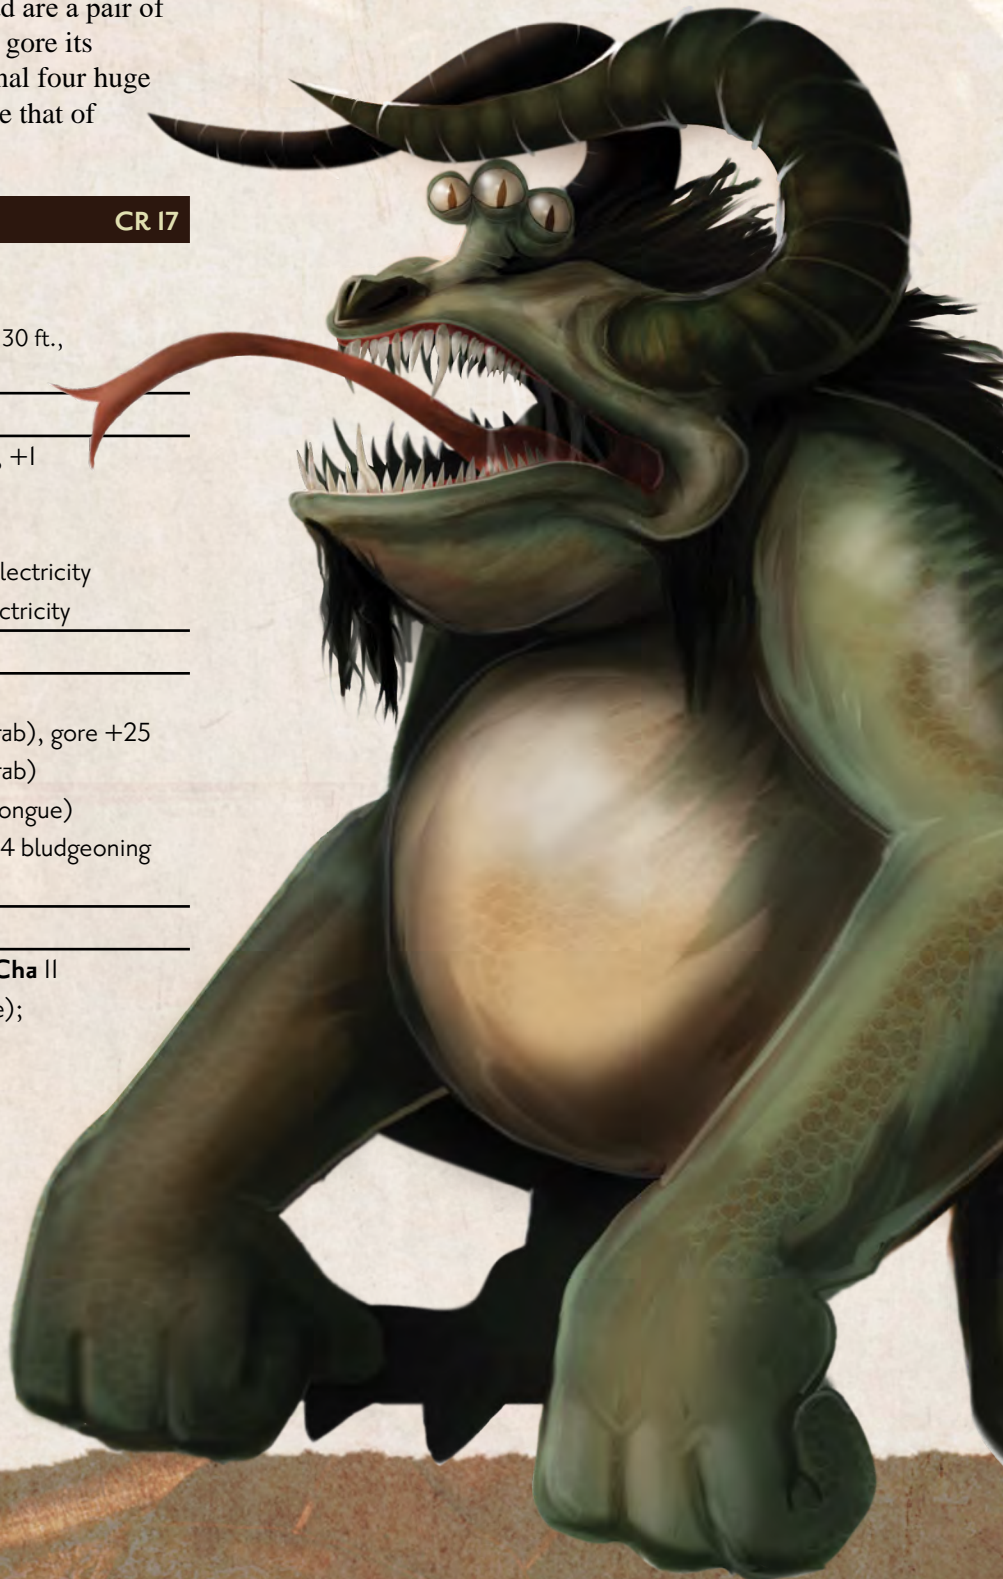 d are a pair of
gore its
nal four huge
e that of
CR 17
30 ft.,
, +1
lectricity
ctricity
rab), gore +25
rab)
ongue)
4 bludgeoning
Cha 11
e);